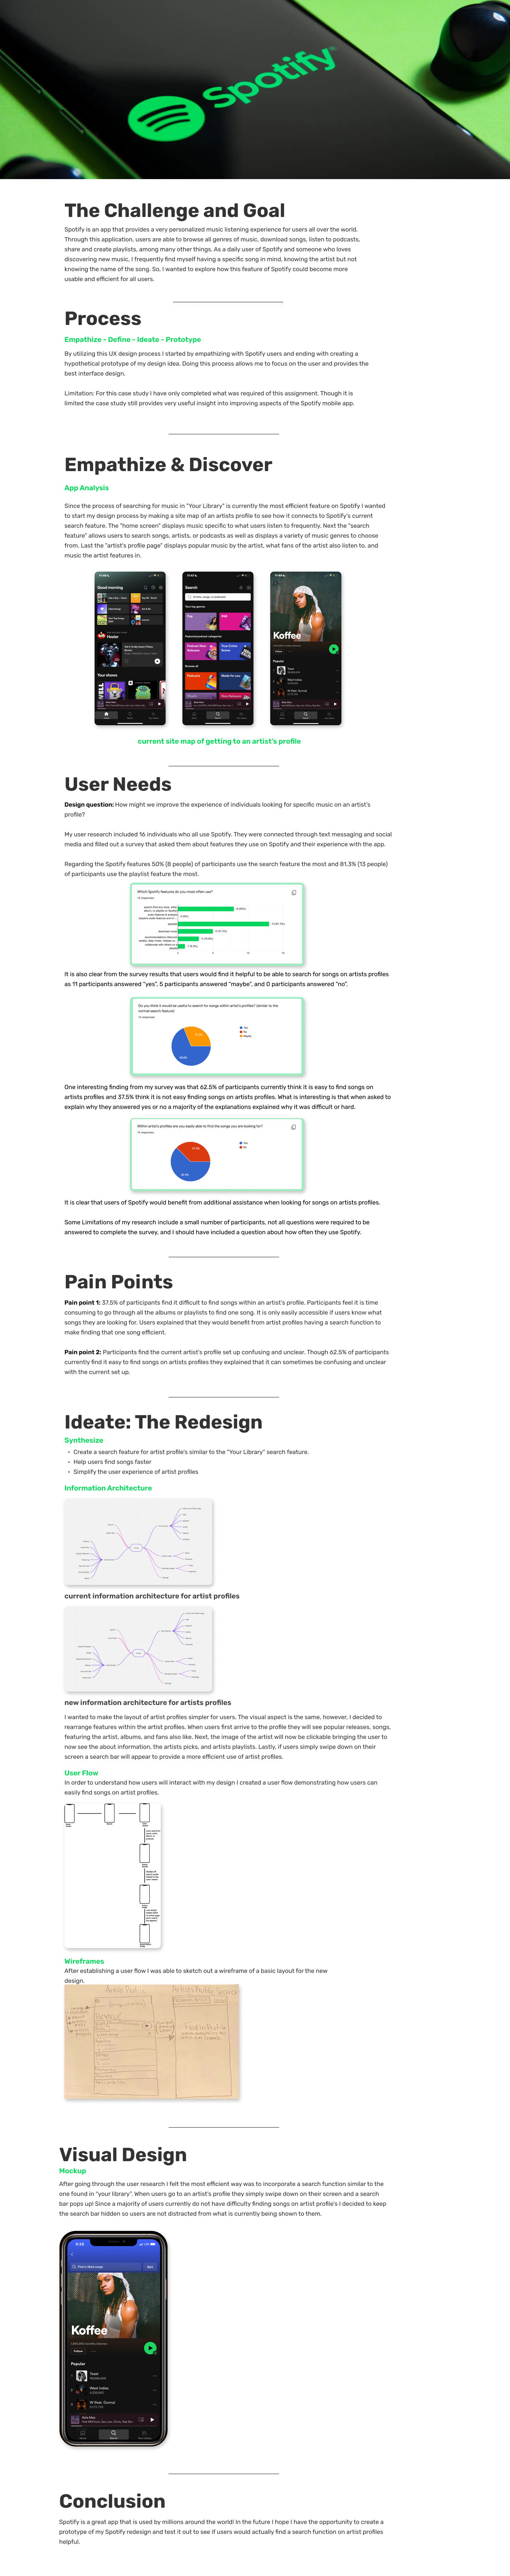 Spotify
The Challenge and Goal
Spotify is an app that provides a very personalized music listening experience for users all over the world.
Through this application, users are able to browse all genres of music, download songs, listen to podcasts,
share and create playlists, among many other things. As a daily user of Spotify and someone who loves
discovering new music, I frequently find myself having a specific song in mind, knowing the artist but not
knowing the name of the song. So, I wanted to explore how this feature of Spotify could become more
usable and efficient for all users.
Process
Empathize - Define - Ideate - Prototype
By utilizing this UX design process I started by empathizing with Spotify users and ending with creating a
hypothetical prototype of my design idea. Doing this process allows me to focus on the user and provides the
best interface design.
Limitation: For this case study I have only completed what was required of this assignment. Though it is
limited the case study still provides very useful insight into improving aspects of the Spotify mobile app.
Empathize & Discover
App Analysis
Since the process of searching for music in "Your Library" is currently the most efficient feature on Spotify I wanted
to start my design process by making a site map of an artists profile to see how it connects to Spotify's current
search feature. The "home screen" displays music specific to what users listen to frequently. Next the "search
feature" allows users to search songs, artists, or podcasts as well as displays a variety of music genres to choose
from. Last the "artist's profile page" displays popular music by the artist, what fans of the artist also listen to, and
music the artist features in.
Good morning
Hozier
Your shows
Search
Koffee
Popular
current site map of getting to an artist's profile
User Needs
Design question: How might we improve the experience of individuals looking for specific music on an artist's
profile?
My user research included 16 individuals who all use Spotify. They were connected through text messaging and social
media and filled out a survey that asked them about features they use on Spotify and their experience with the app.
Regarding the Spotify features 50% (8 people) of participants use the search feature the most and 81.3% (13 people)
of participants use the playlist feature the most.
Which Spotify features do you most often use?
It is also clear from the survey results that users would find it helpful to be able to search for songs on artists profiles
as 11 participants answered "yes", 5 participants answered "maybe", and 0 participants answered "no".
Do you think it would be useful to search for songs within artist's profiles? (similar to the
normal search feature)
Yes
No
Maybe
One interesting finding from my survey was that 62.5% of participants currently think it is easy to find songs on
artists profiles and 37.5% think it is not easy finding songs on artists profiles. What is interesting is that when asked to
explain why they answered yes or no a majority of the explanations explained why it was difficult or hard.
Within artist's profiles are you easily able to find the songs you are looking for?
Yes
No
It is clear that users of Spotify would benefit from additional assistance when looking for songs on artists profiles.
Some Limitations of my research include a small number of participants, not all questions were required to be
answered to complete the survey, and I should have included a question about how often they use Spotify.
Pain Points
Pain point 1: 37.5% of participants find it difficult to find songs within an artist's profile. Participants feel it is time
consuming to go through all the albums or playlists to find one song. It is only easily accessible if users know what
songs they are looking for. Users explained that they would benefit from artist profiles having a search function to
make finding that one song efficient.
Pain point 2: Participants find the current artist's profile set up confusing and unclear. Though 62.5% of participants
currently find it easy to find songs on artists profiles they explained that it can sometimes be confusing and unclear
with the current set up.
Ideate: The Redesign
Synthesize
• Create a search feature for artist profile's similar to the "Your Library" search feature.
• Help users find songs faster
• Simplify the user experience of artist profiles
Information Architecture
current information architecture for artist profiles
new information architecture for artists profiles
I wanted to make the layout of artist profiles simpler for users. The visual aspect is the same, however, I decided to
rearrange features within the artist profiles. When users first arrive to the profile they will see popular releases, songs,
featuring the artist, albums, and fans also like. Next, the image of the artist will now be clickable bringing the user to
now see the about information, the artists picks, and artists playlists. Lastly, if users simply swipe down on their
screen a search bar will appear to provide a more efficient use of artist profiles.
User Flow
In order to understand how users will interact with my design I created a user flow demonstrating how users can
easily find songs on artist profiles.
Wireframes
After establishing a user flow I was able to sketch out a wireframe of a basic layout for the new
design.
Artists Profile
Artists Profile Search
Find in Profile
Visual Design
Mockup
After going through the user research I felt the most efficient way was to incorporate a search function similar to the
one found in "your library". When users go to an artist's profile they simply swipe down on their screen and a search
bar pops up! Since a majority of users currently do not have difficulty finding songs on artist profile's I decided to keep
the search bar hidden so users are not distracted from what is currently being shown to them.
Koffee
Follow
Popular
Toast
West Indies
W (feat. Gunna)
Conclusion
Spotify is a great app that is used by millions around the world! In the future I hope I have the opportunity to create a
prototype of my Spotify redesign and test it out to see if users would actually find a search function on artist profiles
helpful.